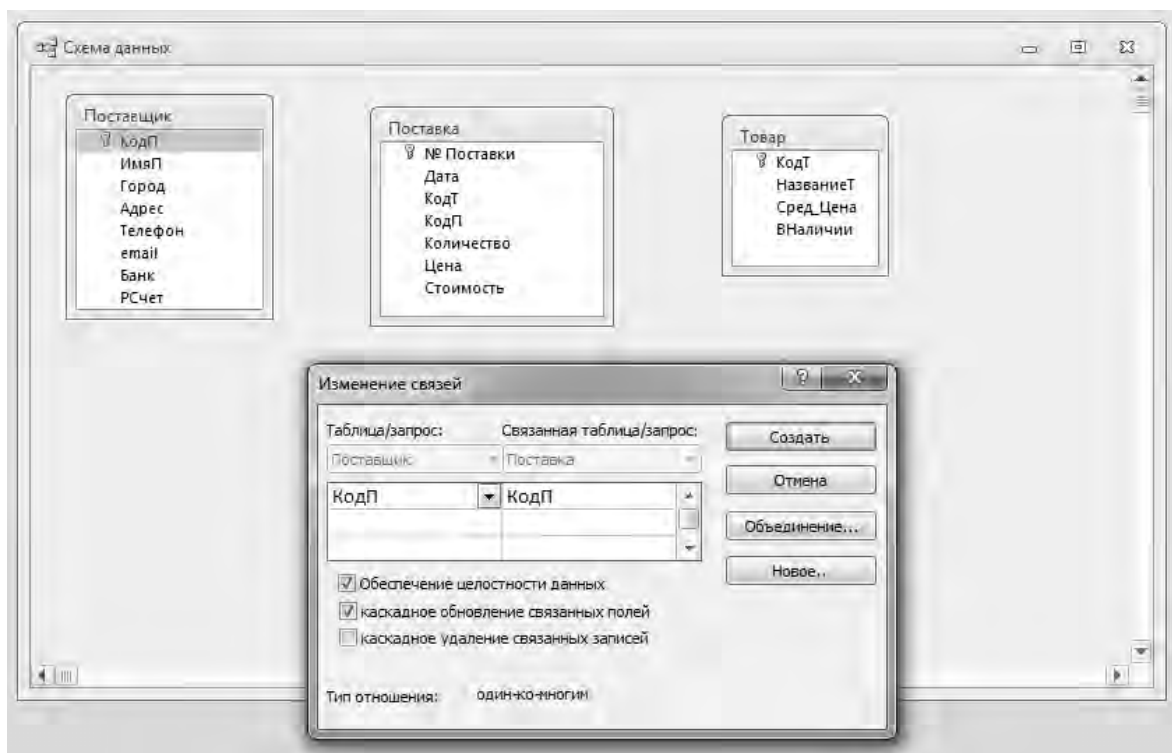 Схема данных
Поставщик
КодП
ИмяП
Город
Адрес
Телефон
email
Банк
РСчет
Поставка
№ Поставки
Дата
КодТ
КодП
Количество
Цена
Стоимость
Товар
КодТ
НазваниеТ
Сред_Цена
ВНаличии
Изменение связей
Таблица/запрос: Связанная таблица/запрос:
Поставщик Поставка
КодП КодП
Обеспечение целостности данных
каскадное обновление связанных полей
каскадное удаление связанных записей
Тип отношения: один-ко-многим
Создать
Отмена
Объединение...
Новое..